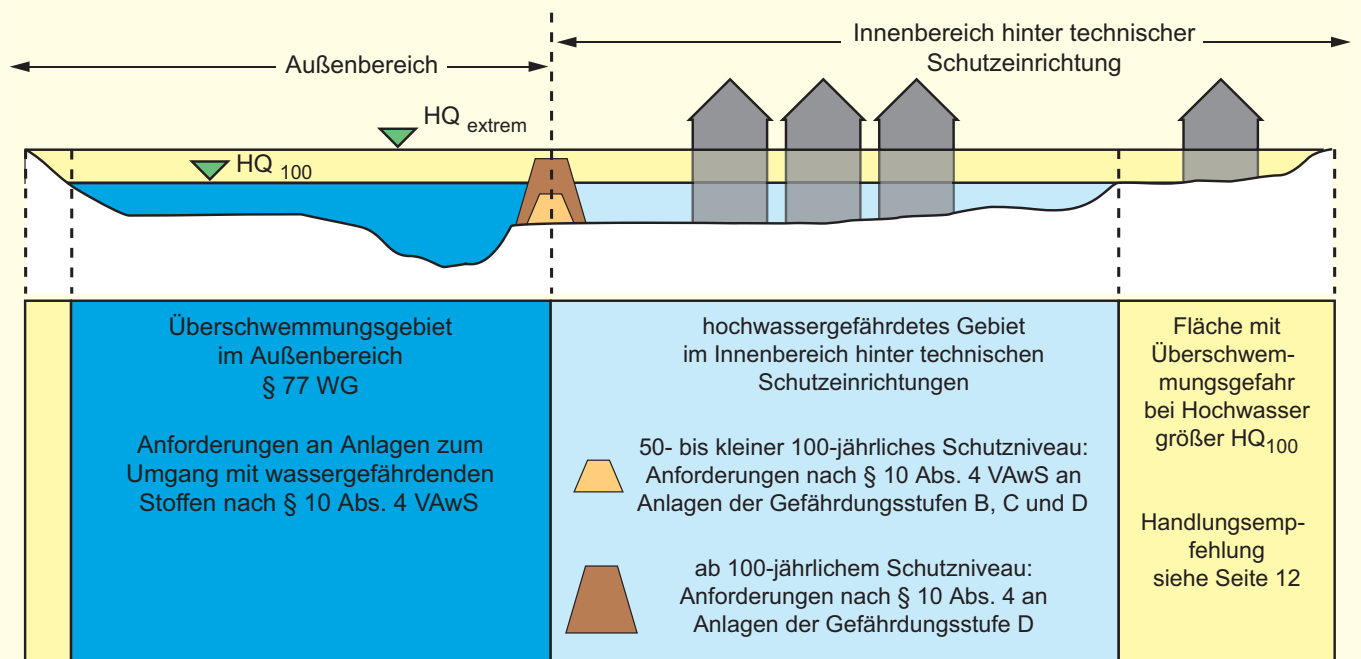 Außenbereich
Innenbereich hinter technischer
Schutzeinrichtung
HQ extrem
HQ 100
Überschwemmungsgebiet
im Außenbereich
§ 77 WG
Anforderungen an Anlagen zum
Umgang mit wassergefährdenden
Stoffen nach § 10 Abs. 4 VAwS
hochwassergefährdetes Gebiet
im Innenbereich hinter technischen
Schutzeinrichtungen
50- bis kleiner 100-jährliches Schutzniveau:
Anforderungen nach § 10 Abs. 4 VAwS an
Anlagen der Gefährdungsstufen B, C und D
ab 100-jährlichem Schutzniveau:
Anforderungen nach § 10 Abs. 4 an
Anlagen der Gefährdungsstufe D
Fläche mit
Überschwem-
mungsgefahr
bei Hochwasser
größer HQ100
Handlungsemp-
fehlung
siehe Seite 12